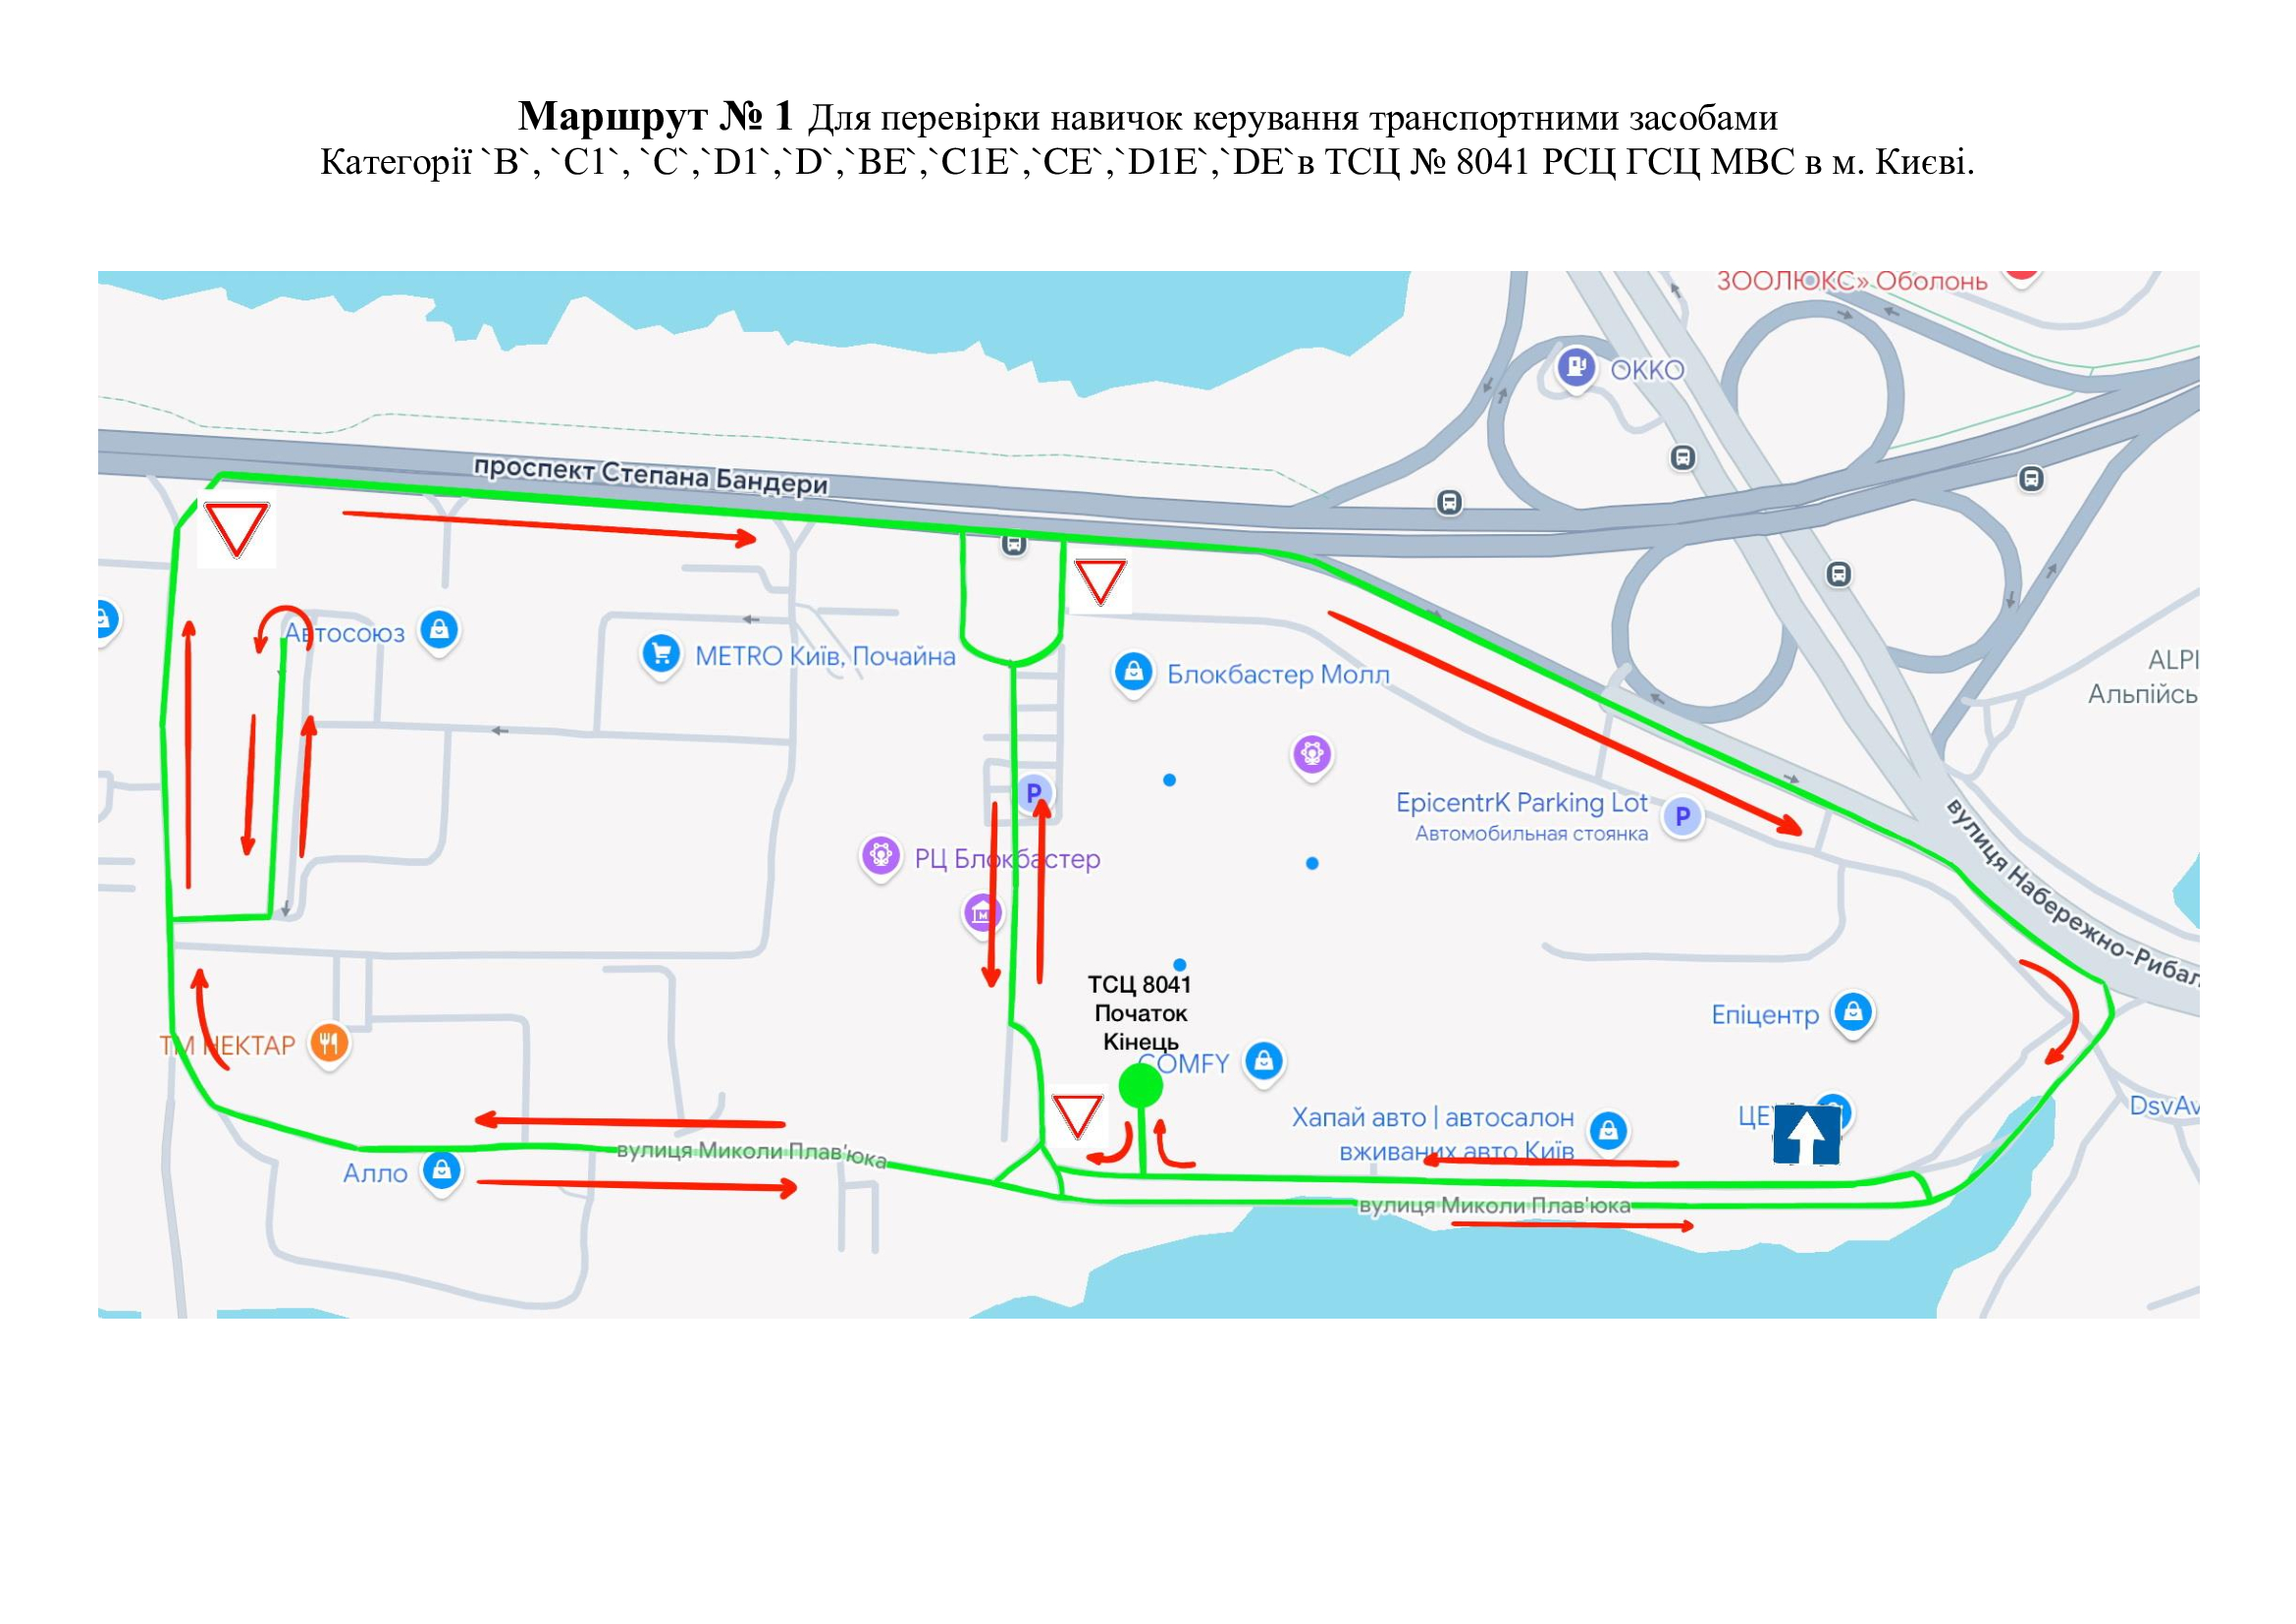 Маршрут № 1 Для перевірки навичок керування транспортними засобами
Категорії `B`, `C1`, `C`,`D1`,`D`,`BE`,`C1E`,`CE`,`D1E`,`DE`в ТСЦ № 8041 РСЦ ГСЦ МВС в м. Києві.
ЗООЛЮКС» Оболонь
ОККО
проспект Степана Бандери
Автосоюз
METRO Київ, Почайна
Блокбастер Молл
ALPI
Альпійсь
EpicentrK Parking Lot
Автомобильная стоянка
P
P
вулиця Набережно-Рибал
РЦ Блокбастер
M
ТСЦ 8041
Початок
Кінець
COMFY
Епіцентр
ТМ НЕКТАР
Хапай авто | автосалон
вживаних авто Київ
DsvAv
вулиця Миколи Плав'юка
Алло
вулиця Миколи Плав'юка